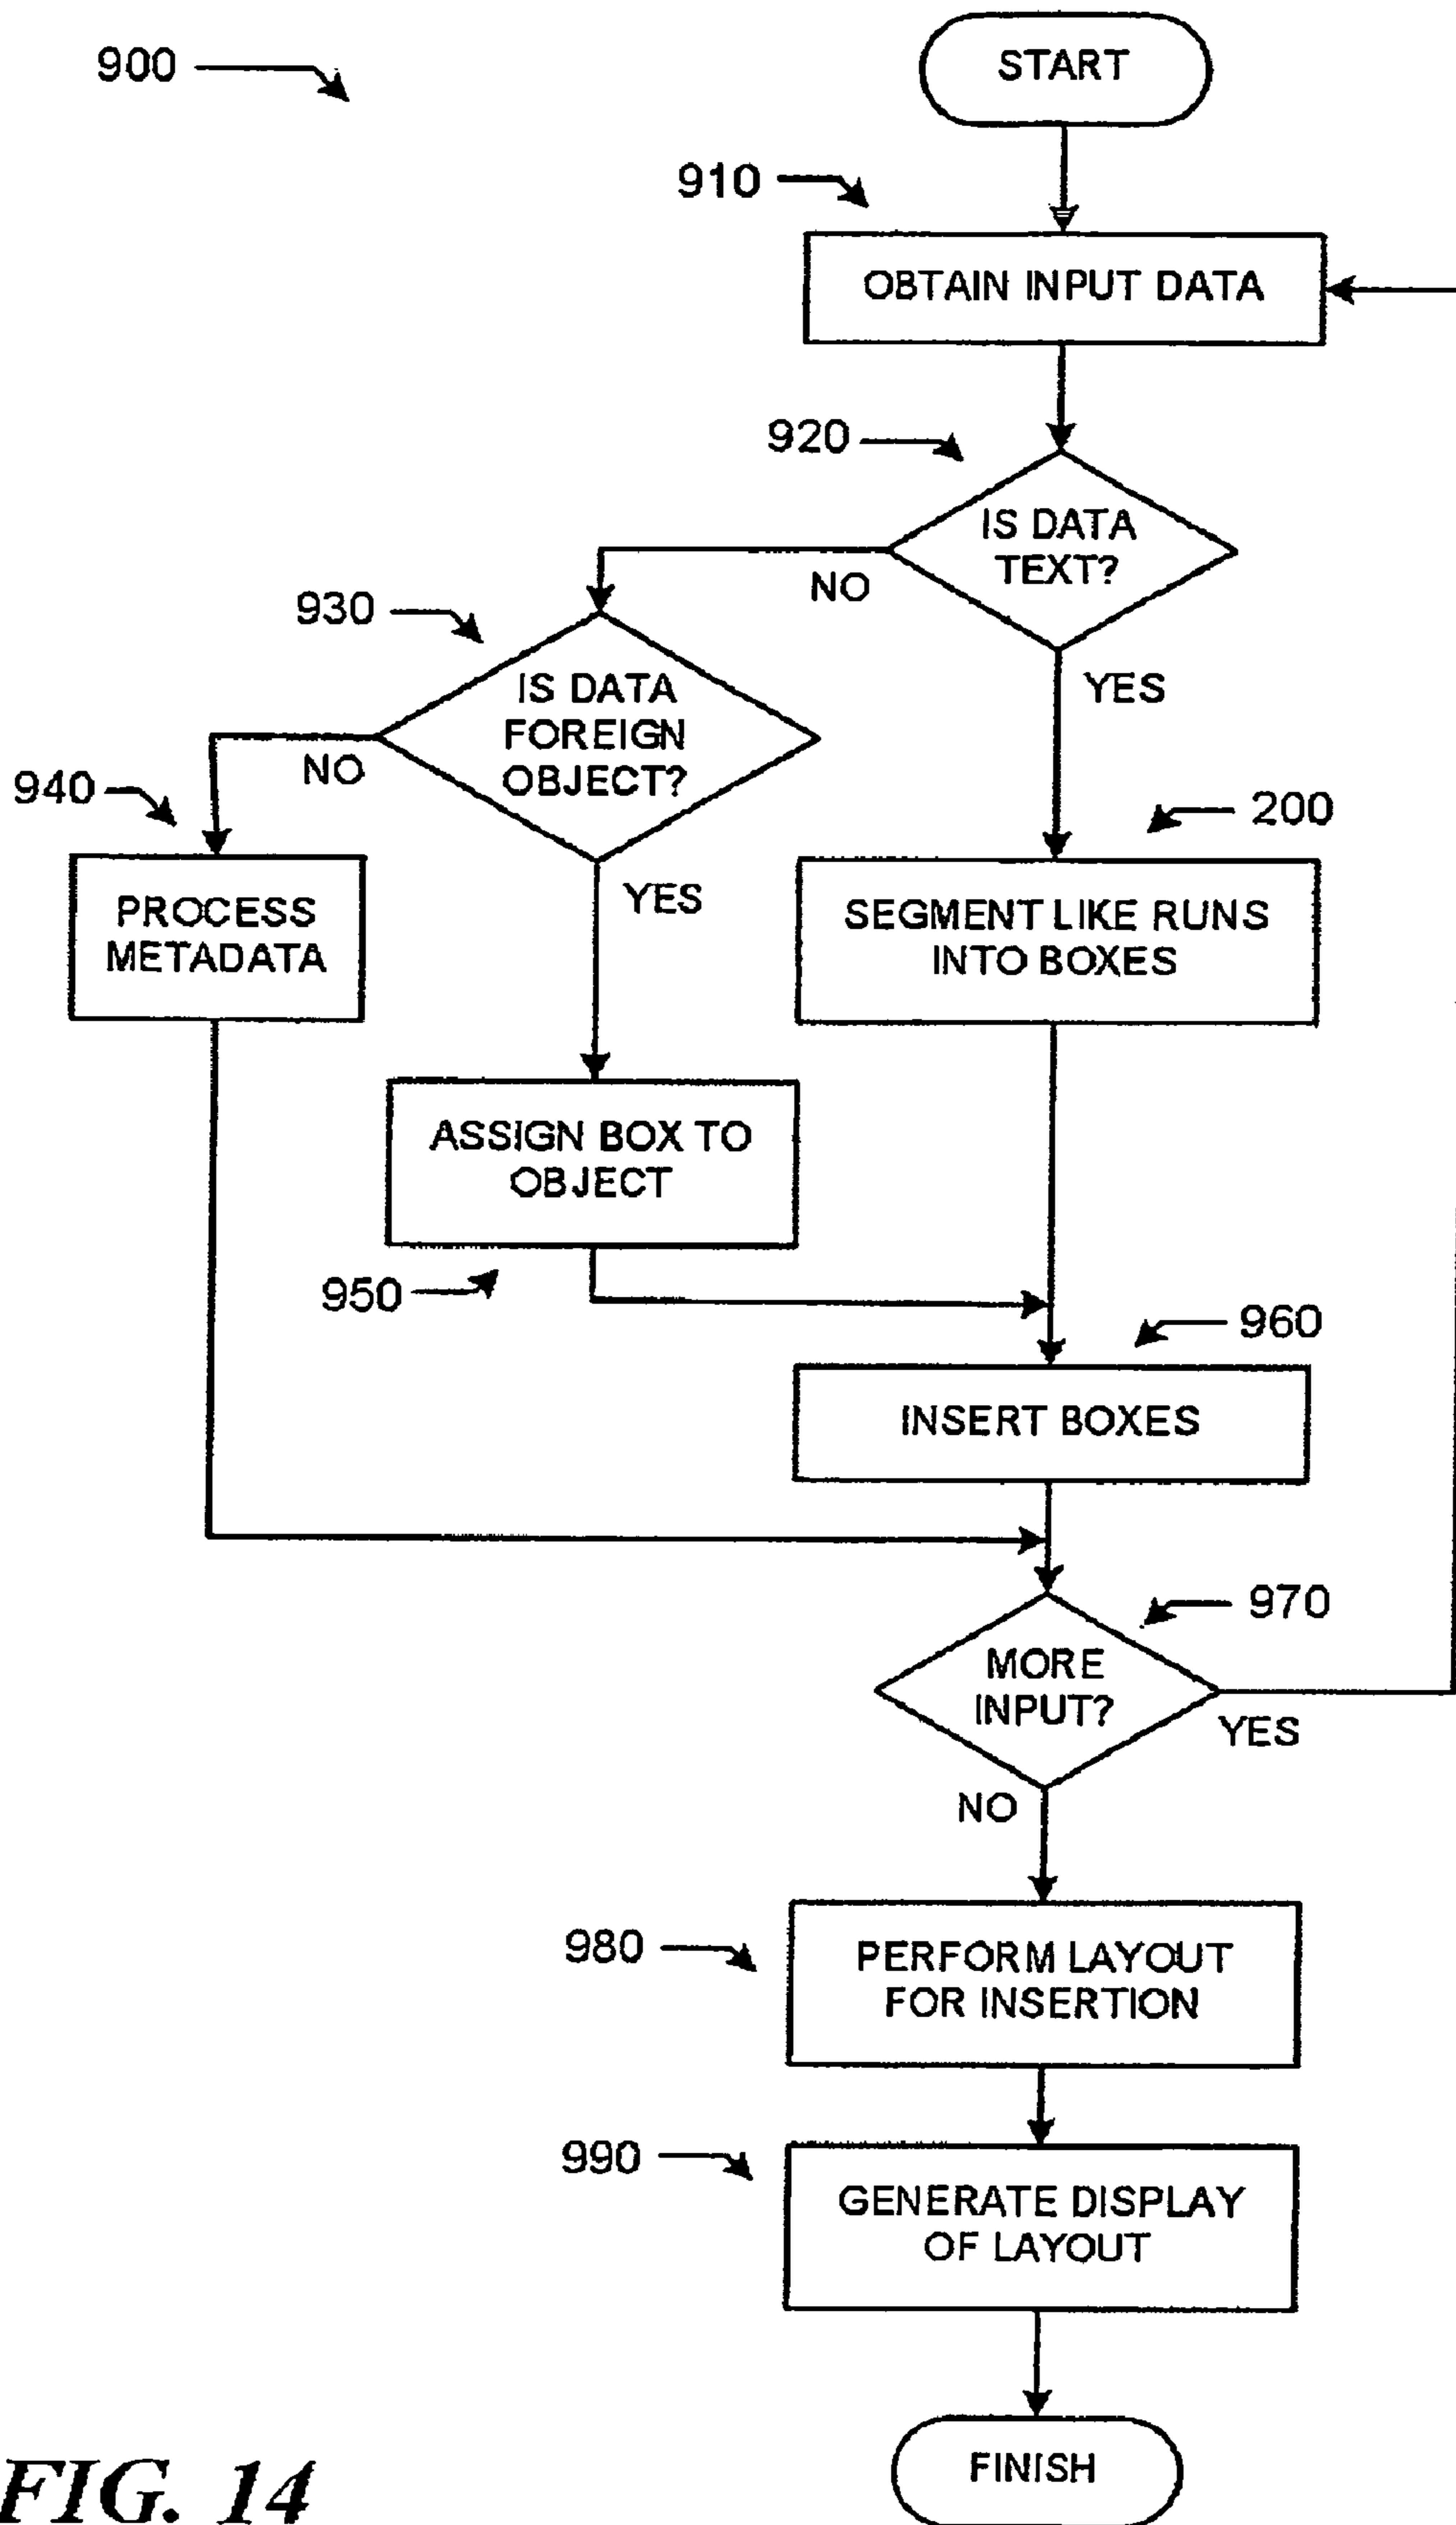 900
START
910
OBTAIN INPUT DATA
920
IS DATA
TEXT?
NO
YES
930
IS DATA
FOREIGN
OBJECT?
NO
YES
940
PROCESS
METADATA
200
SEGMENT LIKE RUNS
INTO BOXES
ASSIGN BOX TO
OBJECT
950
960
INSERT BOXES
970
MORE
INPUT?
YES
NO
980
PERFORM LAYOUT
FOR INSERTION
990
GENERATE DISPLAY
OF LAYOUT
FINISH
FIG. 14